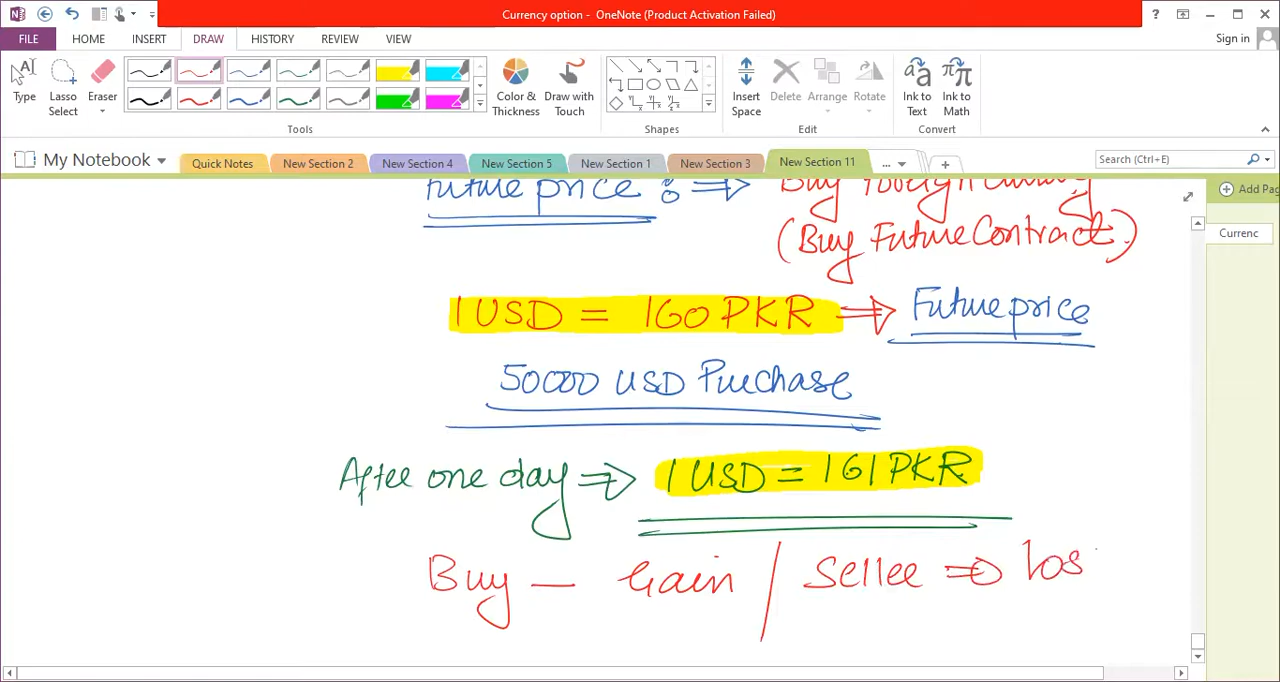 Currency option - OneNote (Product Activation Failed)
FILE HOME INSERT DRAW HISTORY REVIEW VIEW Sign in
Type Lasso Select Eraser Color & Thickness Draw with Touch Insert Space Delete Arrange Rotate Ink to Text Ink to Math
Tools Shapes Edit Convert
My Notebook Quick Notes New Section 2 New Section 4 New Section 5 New Section 1 New Section 3 New Section 11 ... Search (Ctrl+E)
Add Pag
Currenc
Future price : ⇒ Buy foreign
(Buy Future Contract.)
1 USD = 160 PKR ⇒ Future price
50000 USD Purchase
After one day ⇒ 1 USD = 161 PKR
Buy — Gain / Sellee ⇒ los